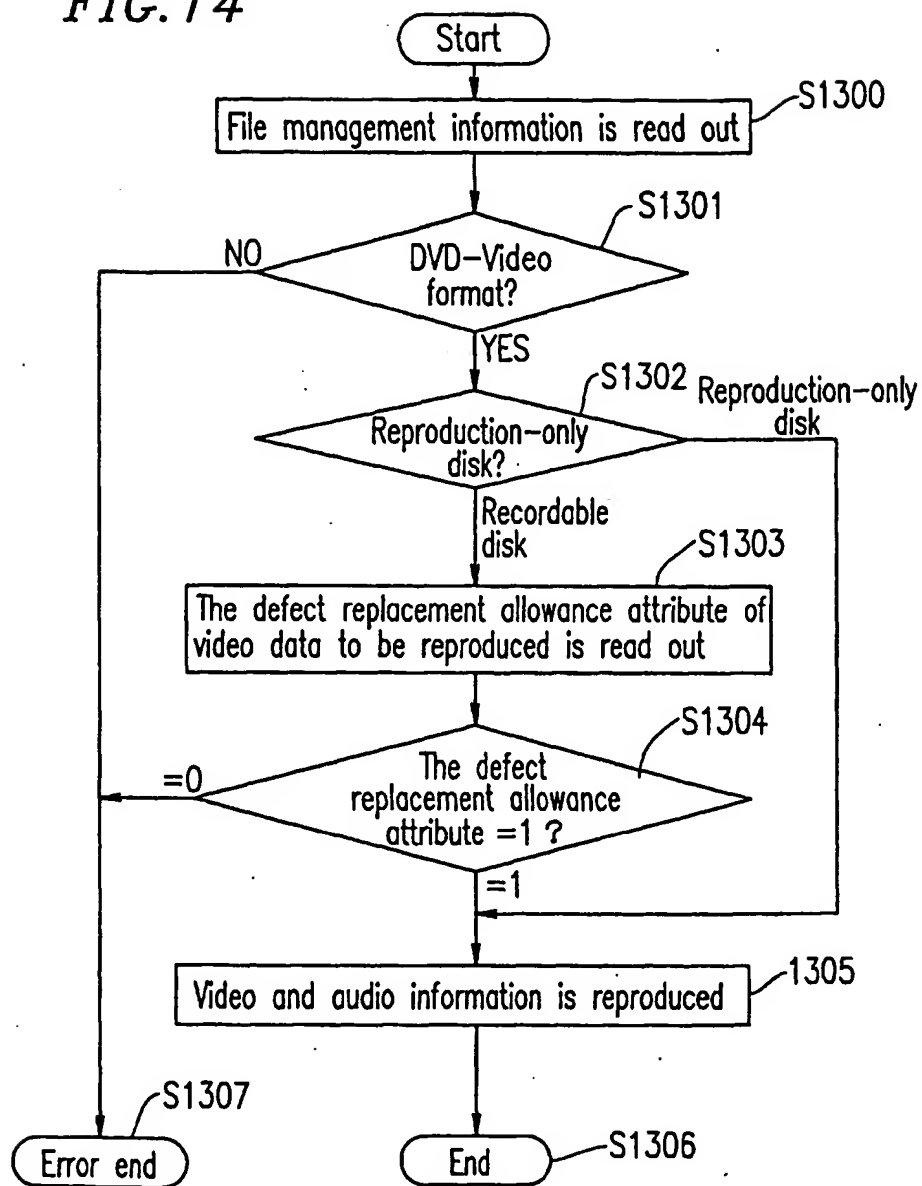 FIG. 14
Start
S1300
File management information is read out
S1301
NO
DVD-Video
format?
YES
S1302
Reproduction-only
disk
Reproduction-only
disk?
Recordable
disk
S1303
The defect replacement allowance attribute of
video data to be reproduced is read out
S1304
=0
The defect
replacement allowance
attribute =1 ?
=1
1305
Video and audio information is reproduced
S1307
Error end
S1306
End